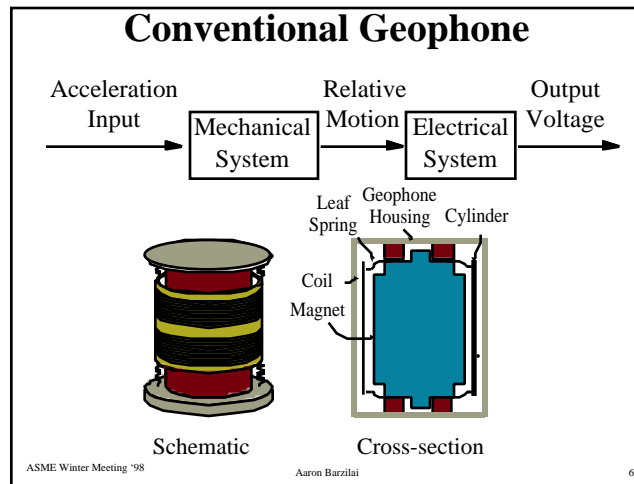 Conventional Geophone
Acceleration
Input
Mechanical
System
Relative
Motion
Electrical
System
Output
Voltage
Leaf
Spring
Geophone
Housing
Cylinder
Coil
Magnet
Schematic
Cross-section
ASME Winter Meeting ‘98
Aaron Barzilai
6